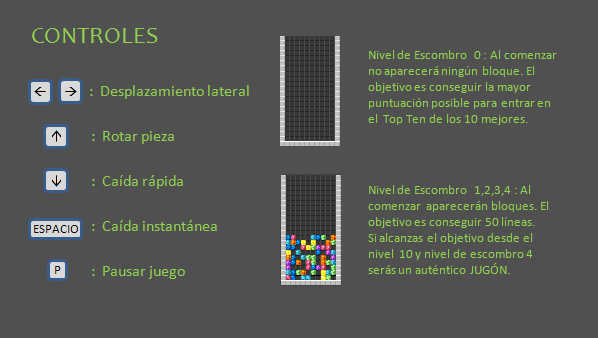 CONTROLES
← → : Desplazamiento lateral
↑ : Rotar pieza
↓ : Caída rápida
ESPACIO : Caída instantánea
P : Pausar juego
Nivel de Escombro 0 : Al comenzar
no aparecerá ningún bloque. El
objetivo es conseguir la mayor
puntuación posible para entrar en
el Top Ten de los 10 mejores.
Nivel de Escombro 1,2,3,4 : Al
comenzar aparecerán bloques. El
objetivo es conseguir 50 líneas.
Si alcanzas el objetivo desde el
nivel 10 y nivel de escombro 4
serás un auténtico JUGÓN.